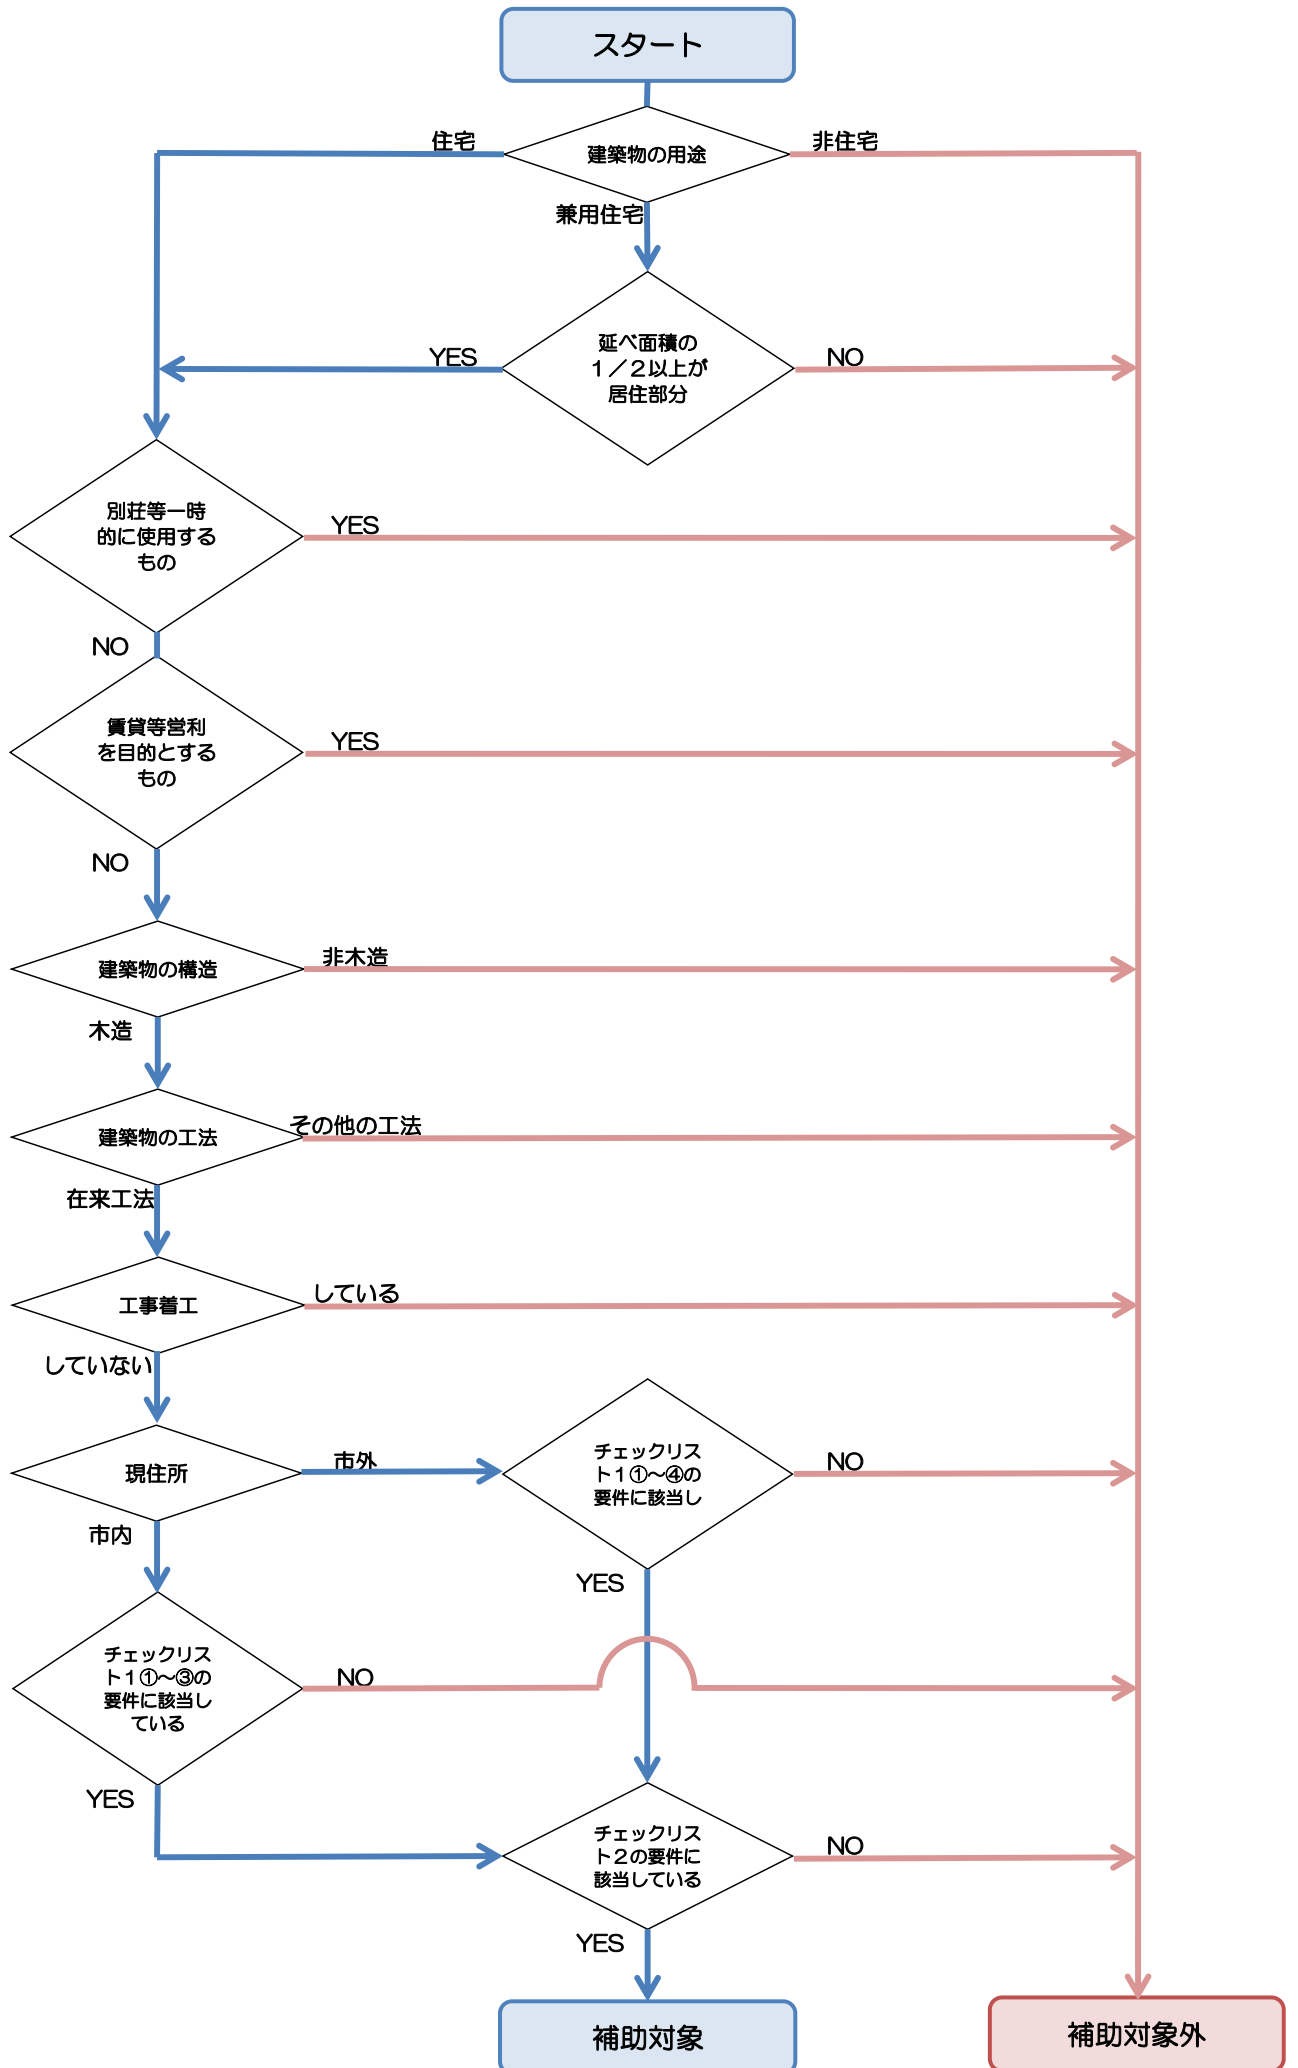 スタート
住宅
建築物の用途
非住宅
兼用住宅
延べ面積の
１／２以上が
居住部分
YES
NO
別荘等一時
的に使用する
もの
YES
NO
賃貸等営利
を目的とする
もの
YES
NO
建築物の構造
非木造
木造
建築物の工法
その他の工法
在来工法
工事着工
している
していない
現住所
市外
チェックリス
ト１①～④の
要件に該当し
NO
市内
YES
チェックリス
ト１①～③の
要件に該当し
ている
NO
YES
チェックリス
ト２の要件に
該当している
NO
YES
補助対象
補助対象外